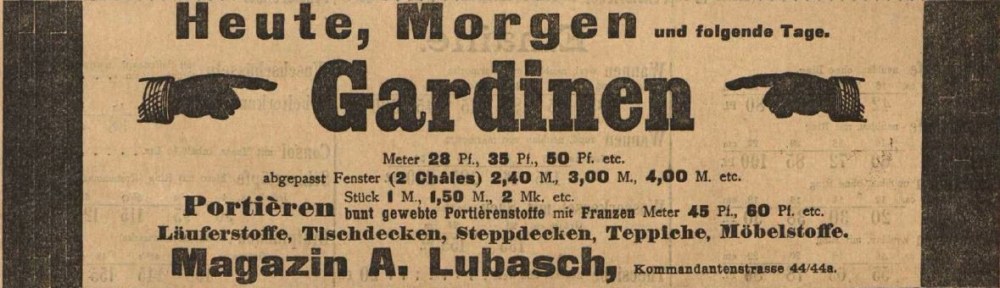 Heute, Morgen und folgende Tage.
Gardinen
Meter 28 Pf., 35 Pf., 50 Pf. etc.
abgepasst Fenster (2 Châles) 2,40 M., 3,00 M., 4,00 M. etc.
Portièren Stück 1 M., 1,50 M., 2 Mk. etc.
bunt gewebte Portièrenstoffe mit Franzen Meter 45 Pf., 60 Pf. etc.
Läuferstoffe, Tischdecken, Steppdecken, Teppiche, Möbelstoffe.
Magazin A. Lubasch, Kommandantenstrasse 44/44a.